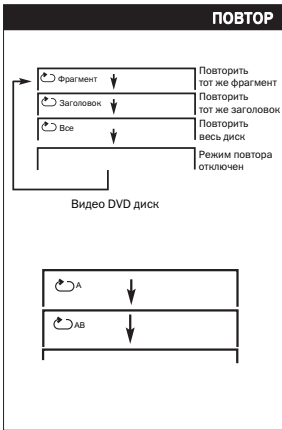 ПОВТОР
Фрагмент
Повторить
тот же фрагмент
Заголовок
Повторить
тот же заголовок
Все
Повторить
весь диск
Режим повтора
отключен
Видео DVD диск
A
AB